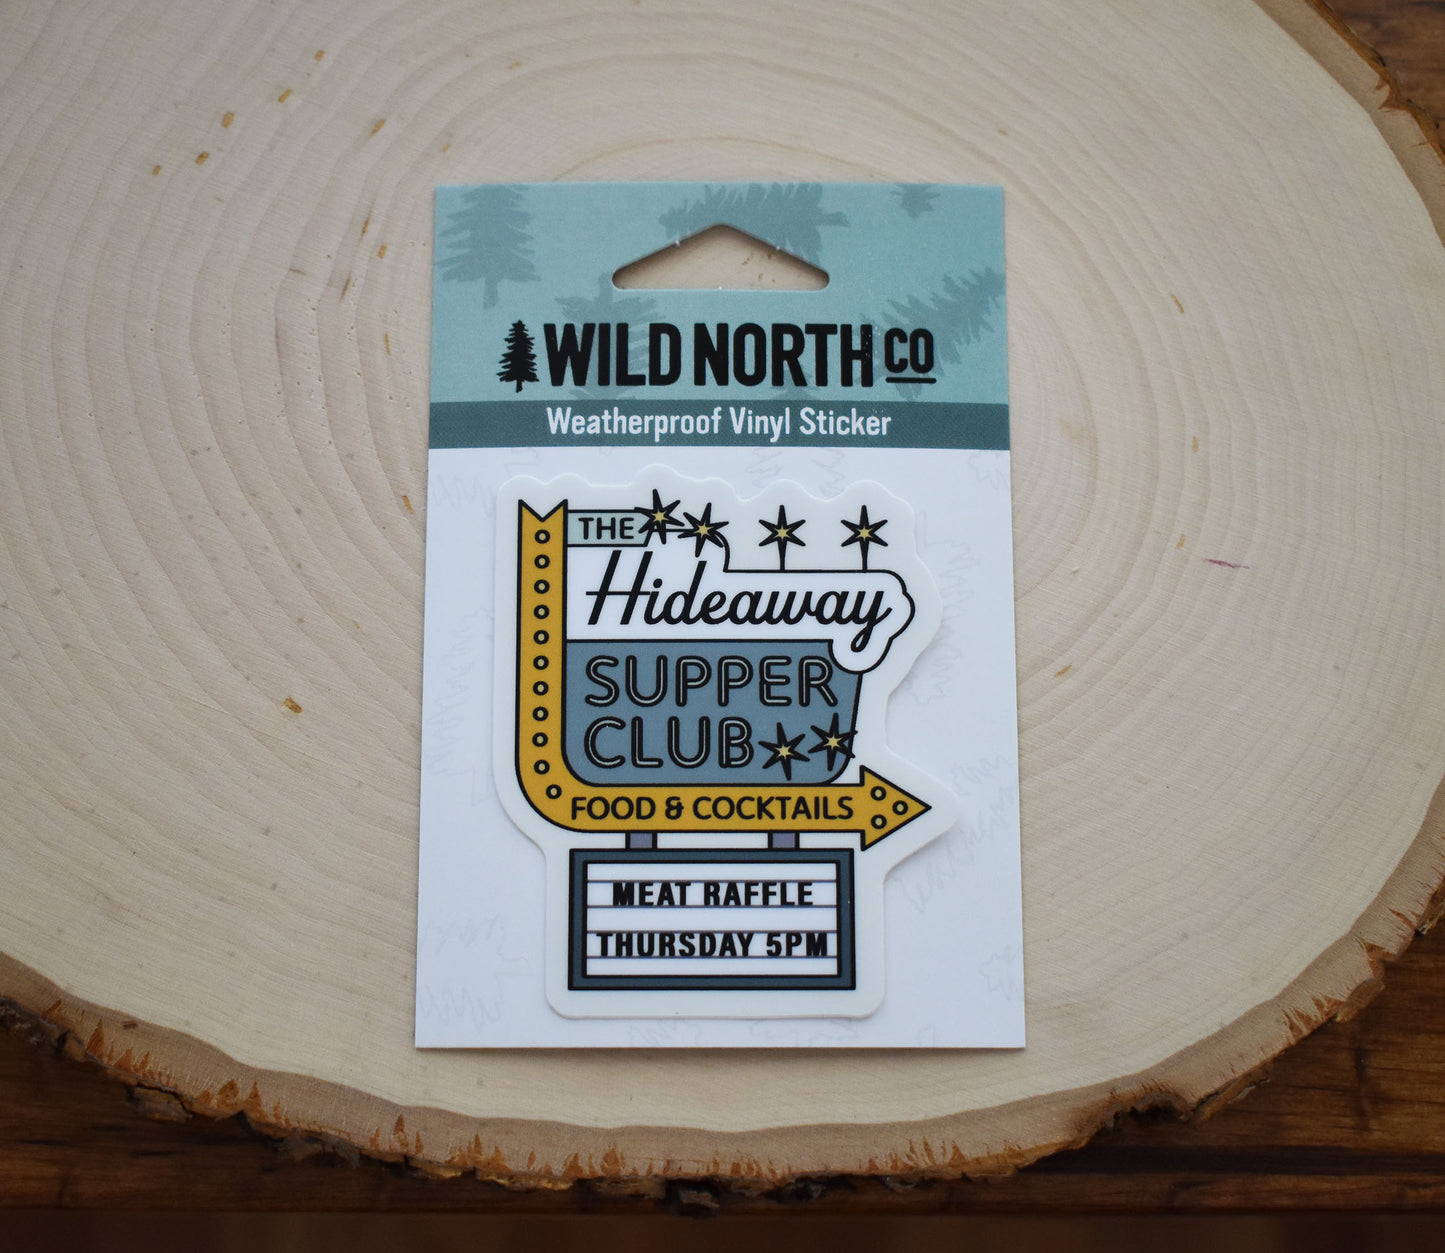 WILD NORTH CO
Weatherproof Vinyl Sticker
THE
Hideaway
SUPPER
CLUB
FOOD & COCKTAILS
MEAT RAFFLE
THURSDAY 5PM